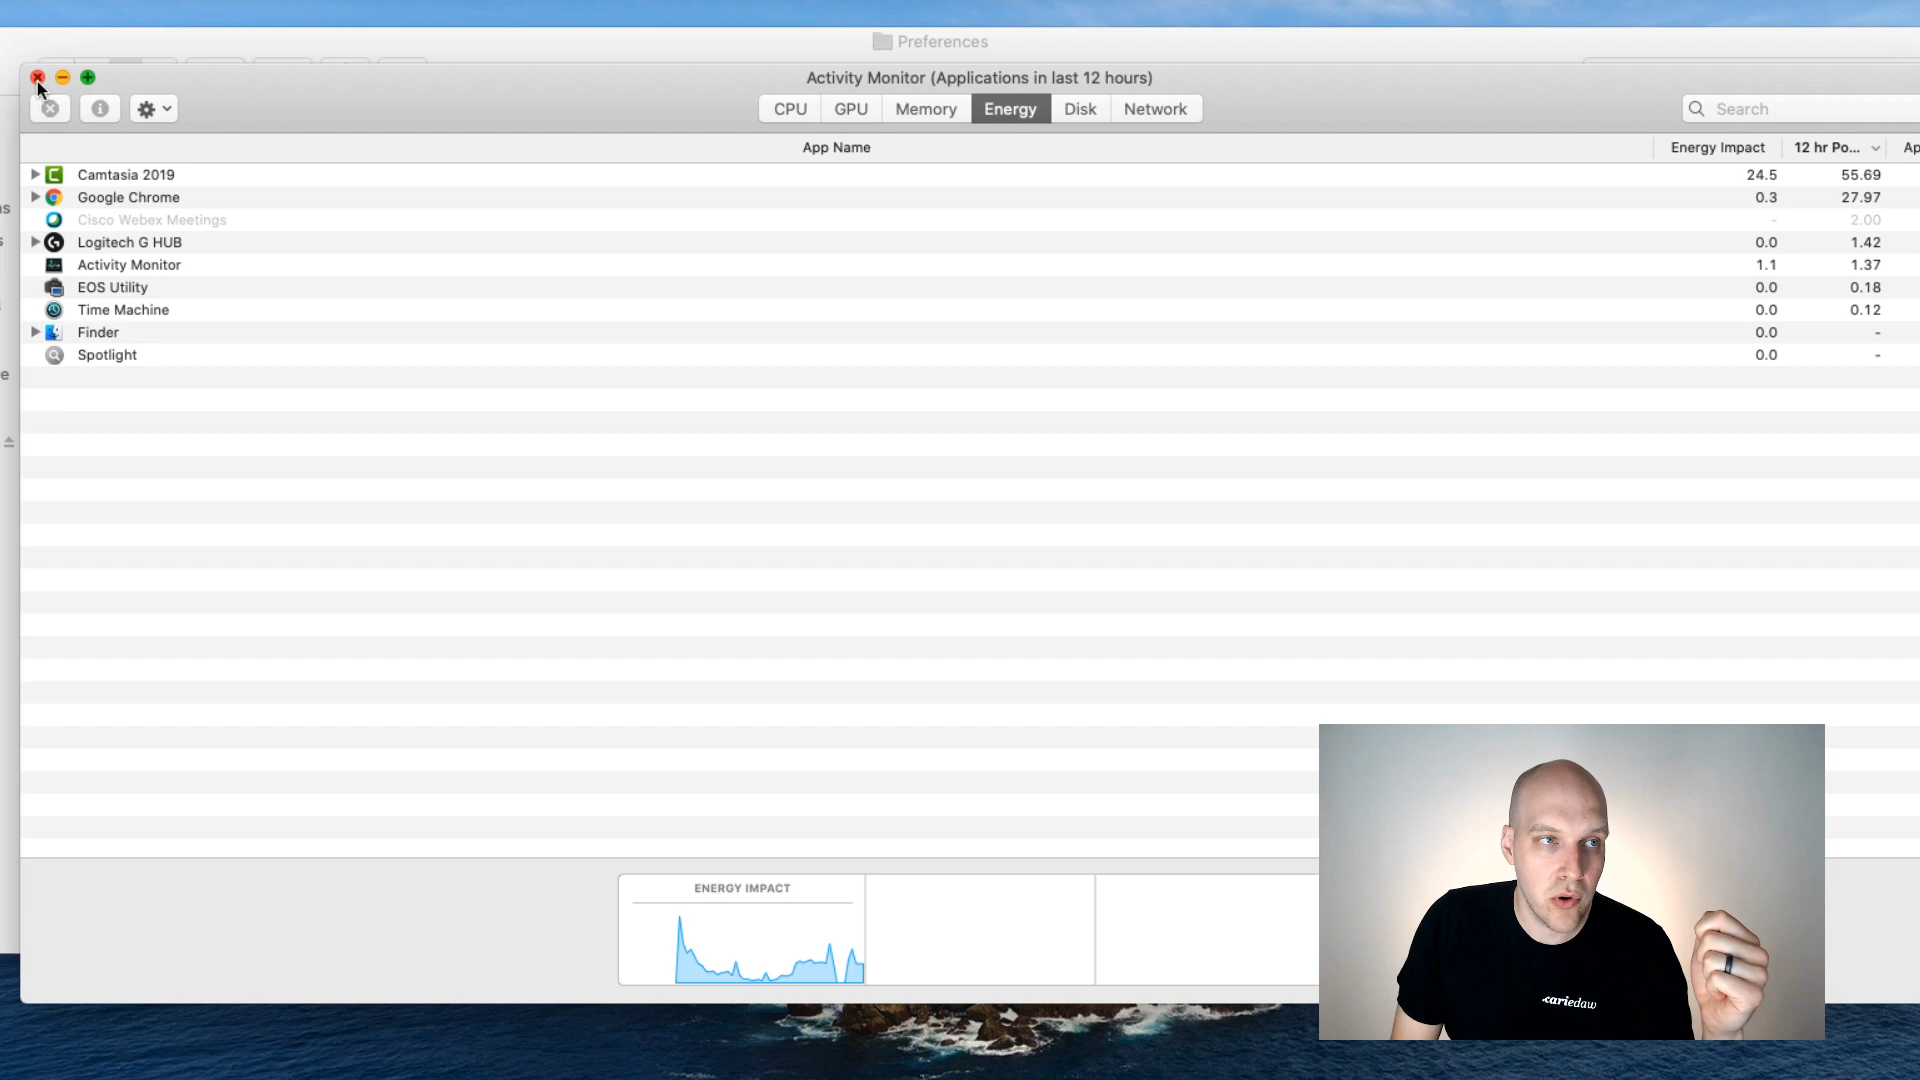 Preferences
Activity Monitor (Applications in last 12 hours)
CPU GPU Memory Energy Disk Network
Search
App Name Energy Impact 12 hr Po... Ap
Camtasia 2019 24.5 55.69
Google Chrome 0.3 27.97
Cisco Webex Meetings - 2.00
Logitech G HUB 0.0 1.42
Activity Monitor 1.1 1.37
EOS Utility 0.0 0.18
Time Machine 0.0 0.12
Finder 0.0 -
Spotlight 0.0 -
ENERGY IMPACT